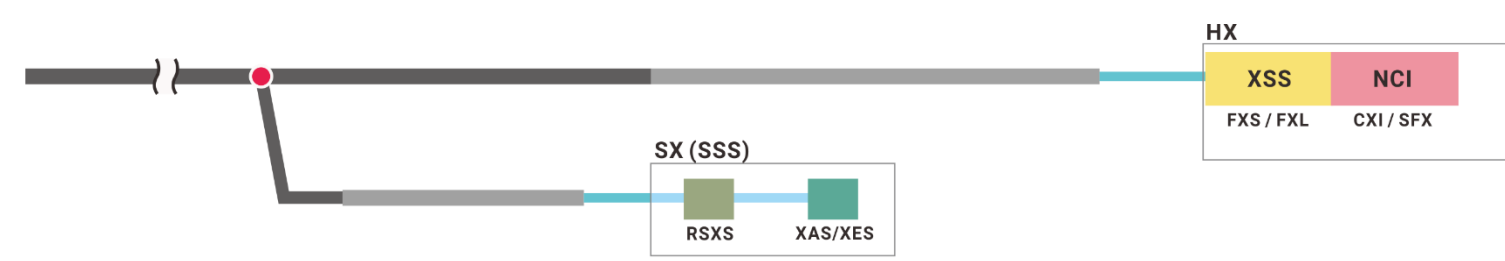 HX
XSS NCI
FXS / FXL CXI / SFX
SX (SSS)
RSXS XAS/XES